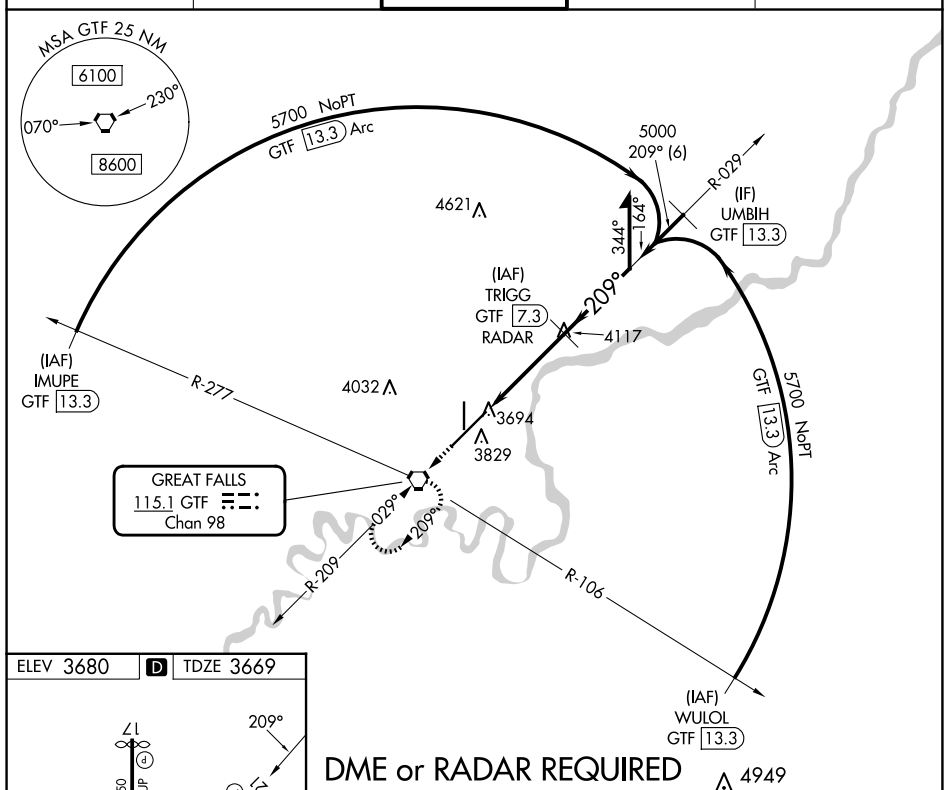 MSA GTF 25 NM
6100
230°
070°
8600
5700 NoPT
GTF 13.3 Arc
5000
209° (6)
R-029
(IF)
UMBIH
GTF 13.3
4621
344°
164°
209°
(IAF)
TRIGG
GTF 7.3
RADAR
4117
(IAF)
IMUPE
GTF 13.3
R-277
4032
3694
3829
5700 NoPT
GTF 13.3 Arc
GREAT FALLS
115.1 GTF
Chan 98
029°
209°
R-209
R-106
(IAF)
WULOL
GTF 13.3
ELEV 3680
D
TDZE 3669
17
209°
P
UP
DME or RADAR REQUIRED
4949